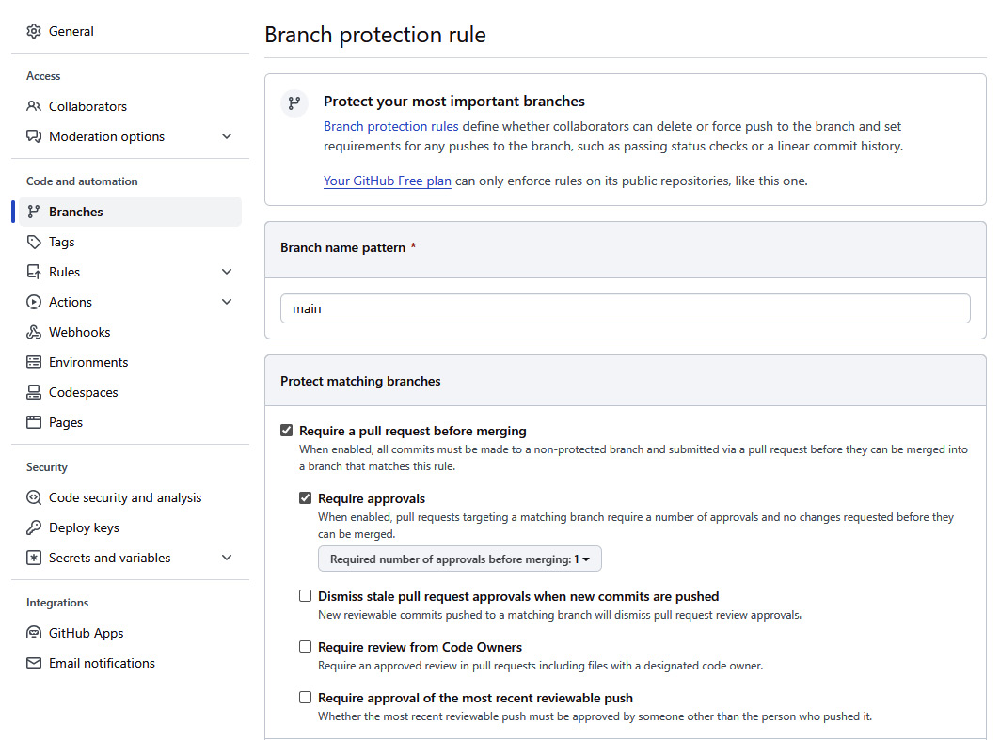 General
Access
Collaborators
Moderation options
Code and automation
Branches
Tags
Rules
Actions
Webhooks
Environments
Codespaces
Pages
Security
Code security and analysis
Deploy keys
Secrets and variables
Integrations
GitHub Apps
Email notifications
Branch protection rule
Protect your most important branches
Branch protection rules define whether collaborators can delete or force push to the branch and set
requirements for any pushes to the branch, such as passing status checks or a linear commit history.
Your GitHub Free plan can only enforce rules on its public repositories, like this one.
Branch name pattern *
main
Protect matching branches
Require a pull request before merging
When enabled, all commits must be made to a non-protected branch and submitted via a pull request before they can be merged into
a branch that matches this rule.
Require approvals
When enabled, pull requests targeting a matching branch require a number of approvals and no changes requested before they
can be merged.
Required number of approvals before merging: 1
Dismiss stale pull request approvals when new commits are pushed
New reviewable commits pushed to a matching branch will dismiss pull request review approvals.
Require review from Code Owners
Require an approved review in pull requests including files with a designated code owner.
Require approval of the most recent reviewable push
Whether the most recent reviewable push must be approved by someone other than the person who pushed it.